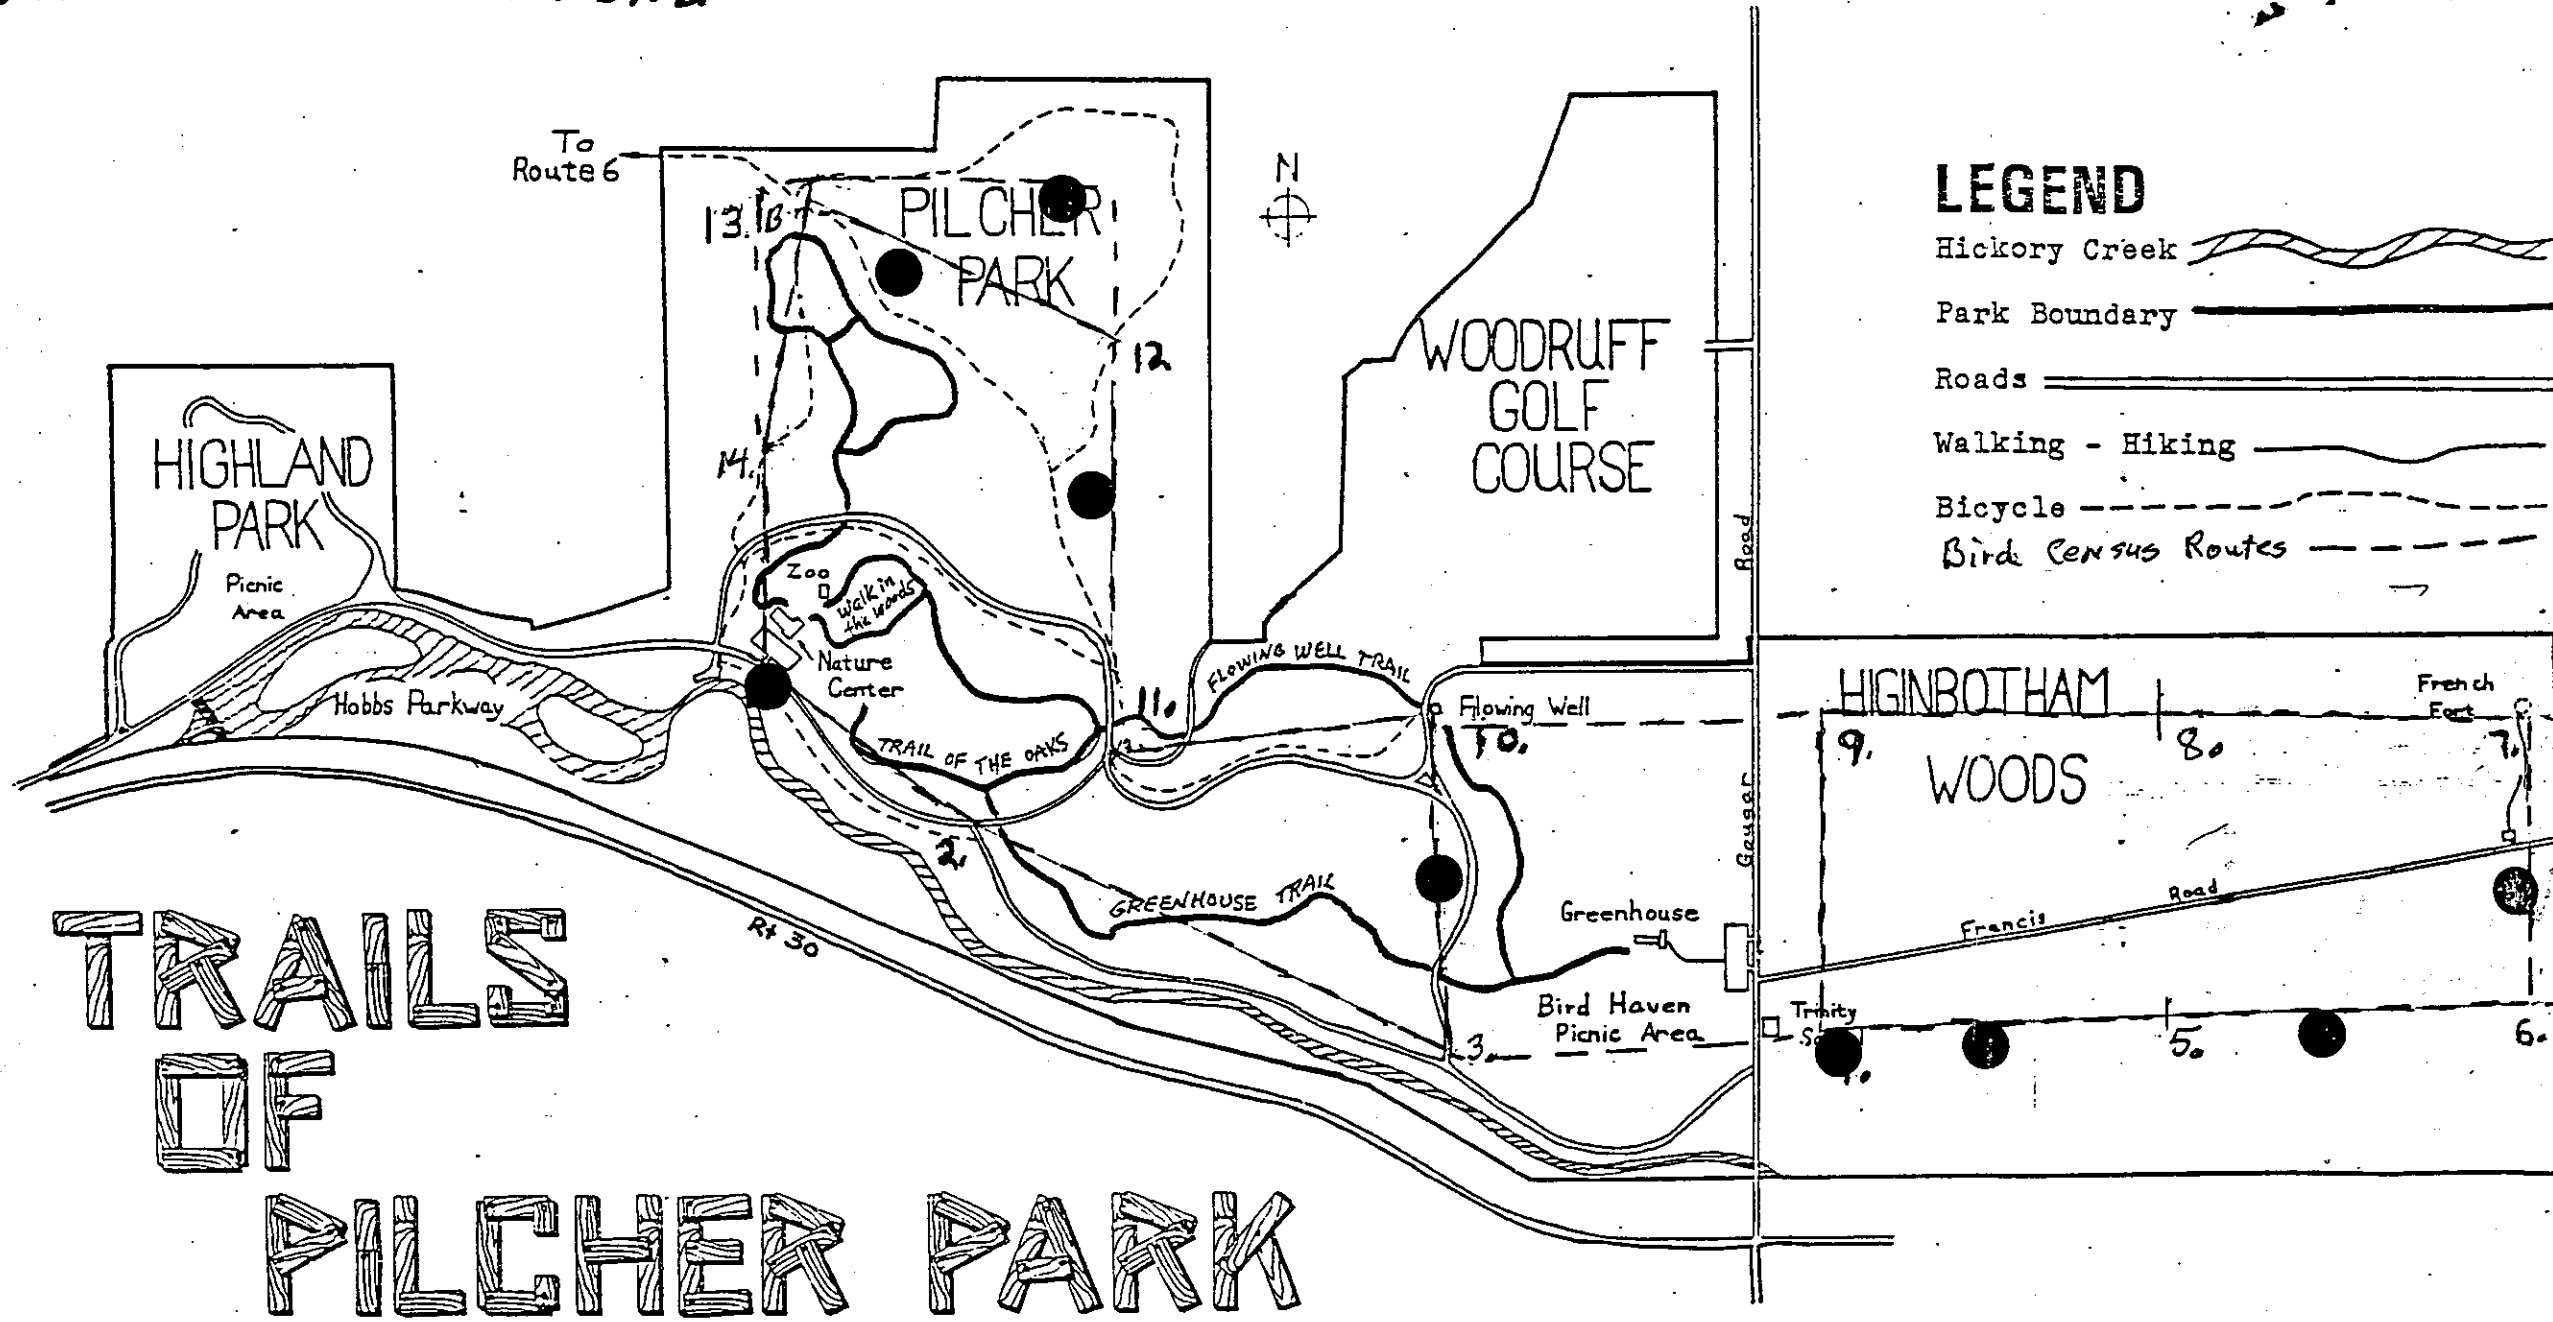 To
Route 6
N
13.
B
PILCHER
PARK
12
14.
WOODRUFF
GOLF
COURSE
LEGEND
Hickory Creek
Park Boundary
Roads
Walking - Hiking
Bicycle
Bird Census Routes
HIGHLAND
PARK
Picnic
Area
Hobbs Parkway
Zoo
Walk in
the woods
Nature
Center
TRAIL OF THE OAKS
11.
FLOWING WELL TRAIL
Flowing Well
10.
2.
GREENHOUSE TRAIL
Greenhouse
Bird Haven
Picnic Area
3.
Rt 30
Road
Gougar
HIGINBOTHAM
WOODS
French
Fort
9.
8.
7.
Francis Road
Trinity
5.
6.
TRAILS
OF
PILCHER PARK